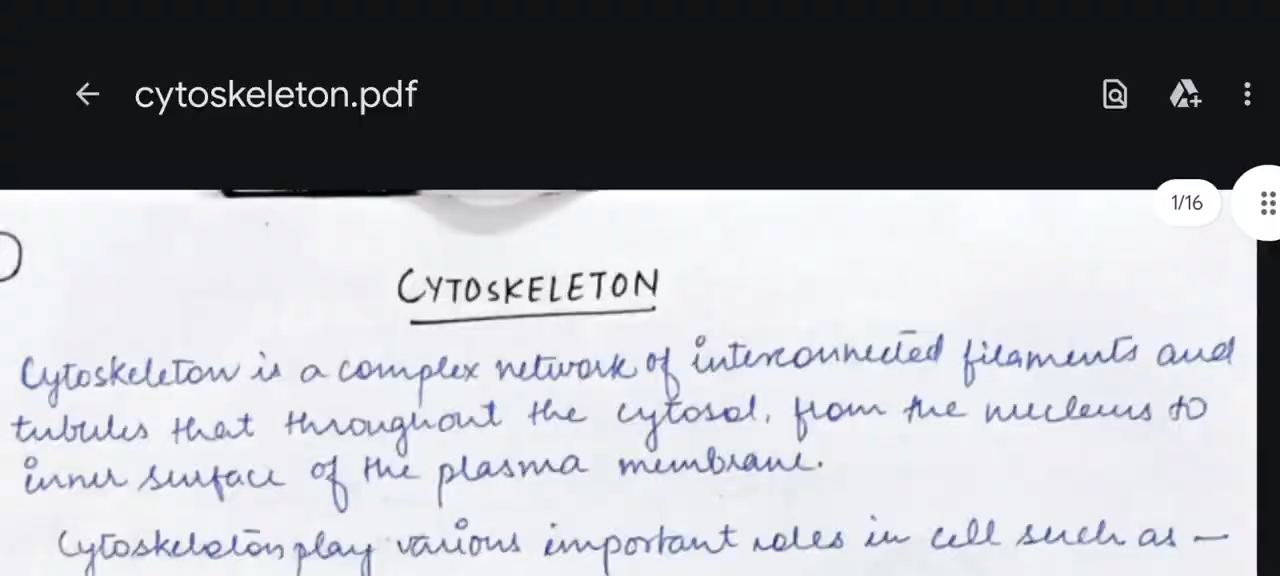 cytoskeleton.pdf
1/16
CYTOSKELETON
Cytoskeleton is a complex network of interconnected filaments and
tubules that throughout the cytosol, from the nucleus to
inner surface of the plasma membrane.
Cytoskeleton play various important roles in cell such as —